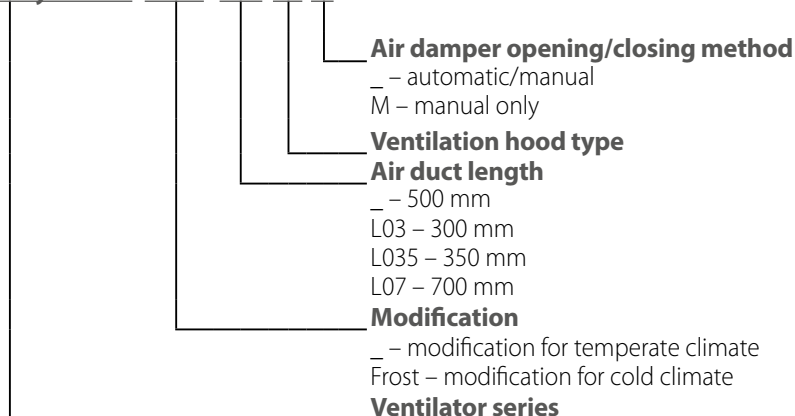 Air damper opening/closing method
_ – automatic/manual
M – manual only
Ventilation hood type
Air duct length
_ – 500 mm
L03 – 300 mm
L035 – 350 mm
L07 – 700 mm
Modification
_ – modification for temperate climate
Frost – modification for cold climate
Ventilator series